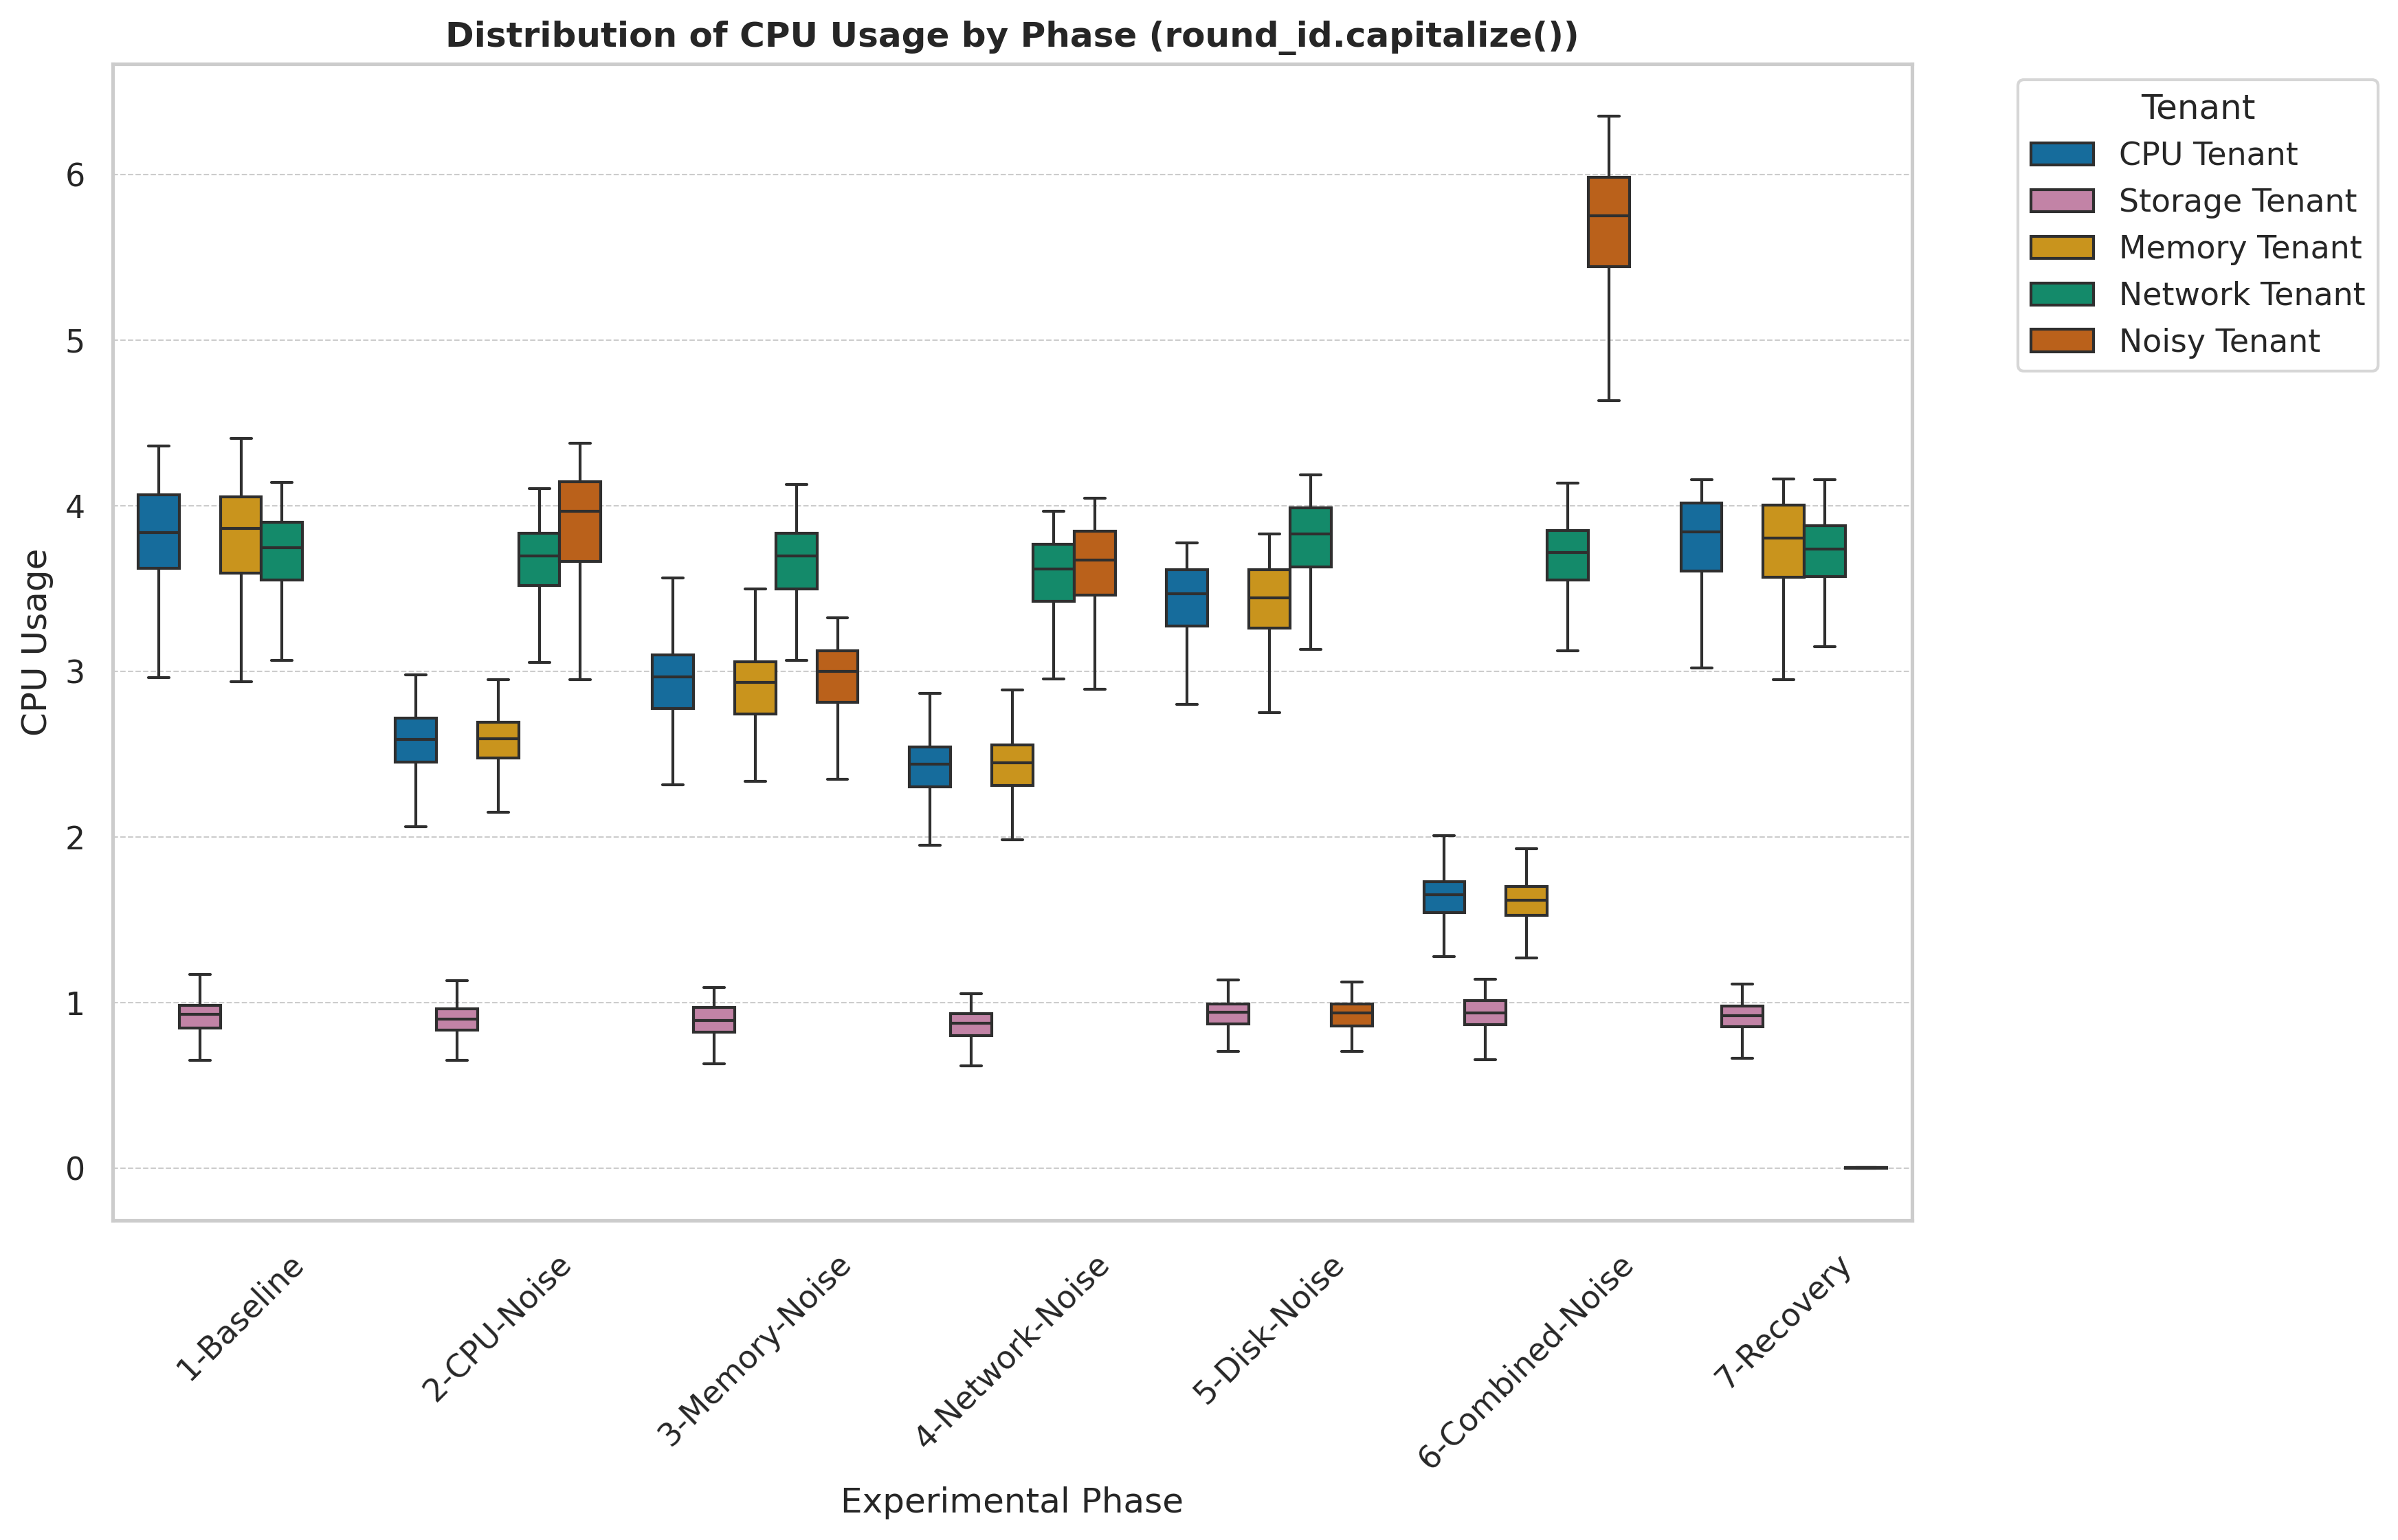 Distribution of CPU Usage by Phase (round_id.capitalize())
Tenant
CPU Tenant
Storage Tenant
Memory Tenant
Network Tenant
Noisy Tenant
CPU Usage
6
5
4
3
2
1
0
1-Baseline
2-CPU-Noise
3-Memory-Noise
4-Network-Noise
5-Disk-Noise
6-Combined-Noise
7-Recovery
Experimental Phase